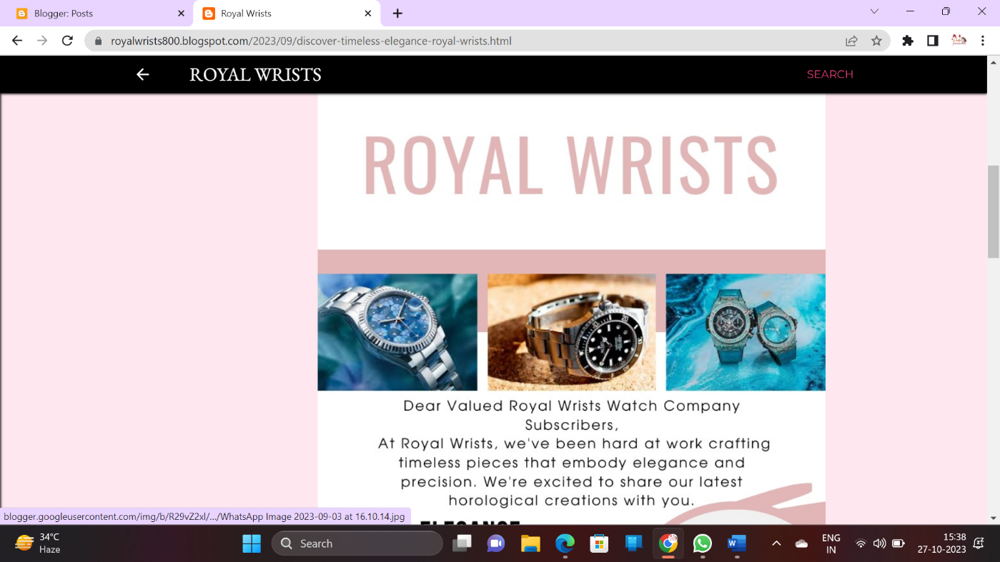 Blogger: Posts
Royal Wrists
royalwrists800.blogspot.com/2023/09/discover-timeless-elegance-royal-wrists.html
ROYAL WRISTS
SEARCH
ROYAL WRISTS
Dear Valued Royal Wrists Watch Company
Subscribers,
At Royal Wrists, we've been hard at work crafting
timeless pieces that embody elegance and
precision. We're excited to share our latest
horological creations with you.
ELEGANCE
blogger.googleusercontent.com/img/b/R29vZ2xl/.../WhatsApp Image 2023-09-03 at 16.10.14.jpg
34°C
Haze
Search
ENG
IN
15:38
27-10-2023